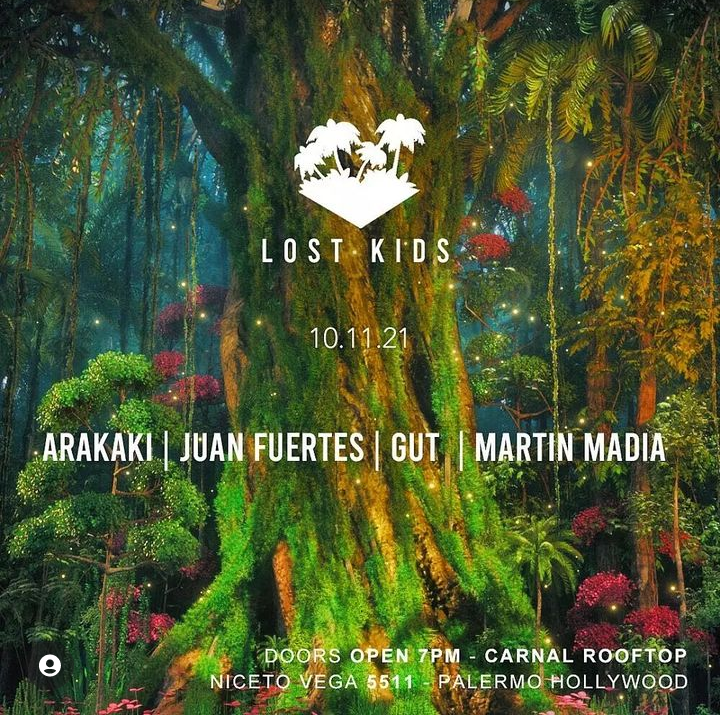 LOST KIDS
10.11.21
ARAKAKI | JUAN FUERTES | GUT | MARTIN MADIA
DOORS OPEN 7PM - CARNAL ROOFTOP
NICETO VEGA 5511 - PALERMO HOLLYWOOD